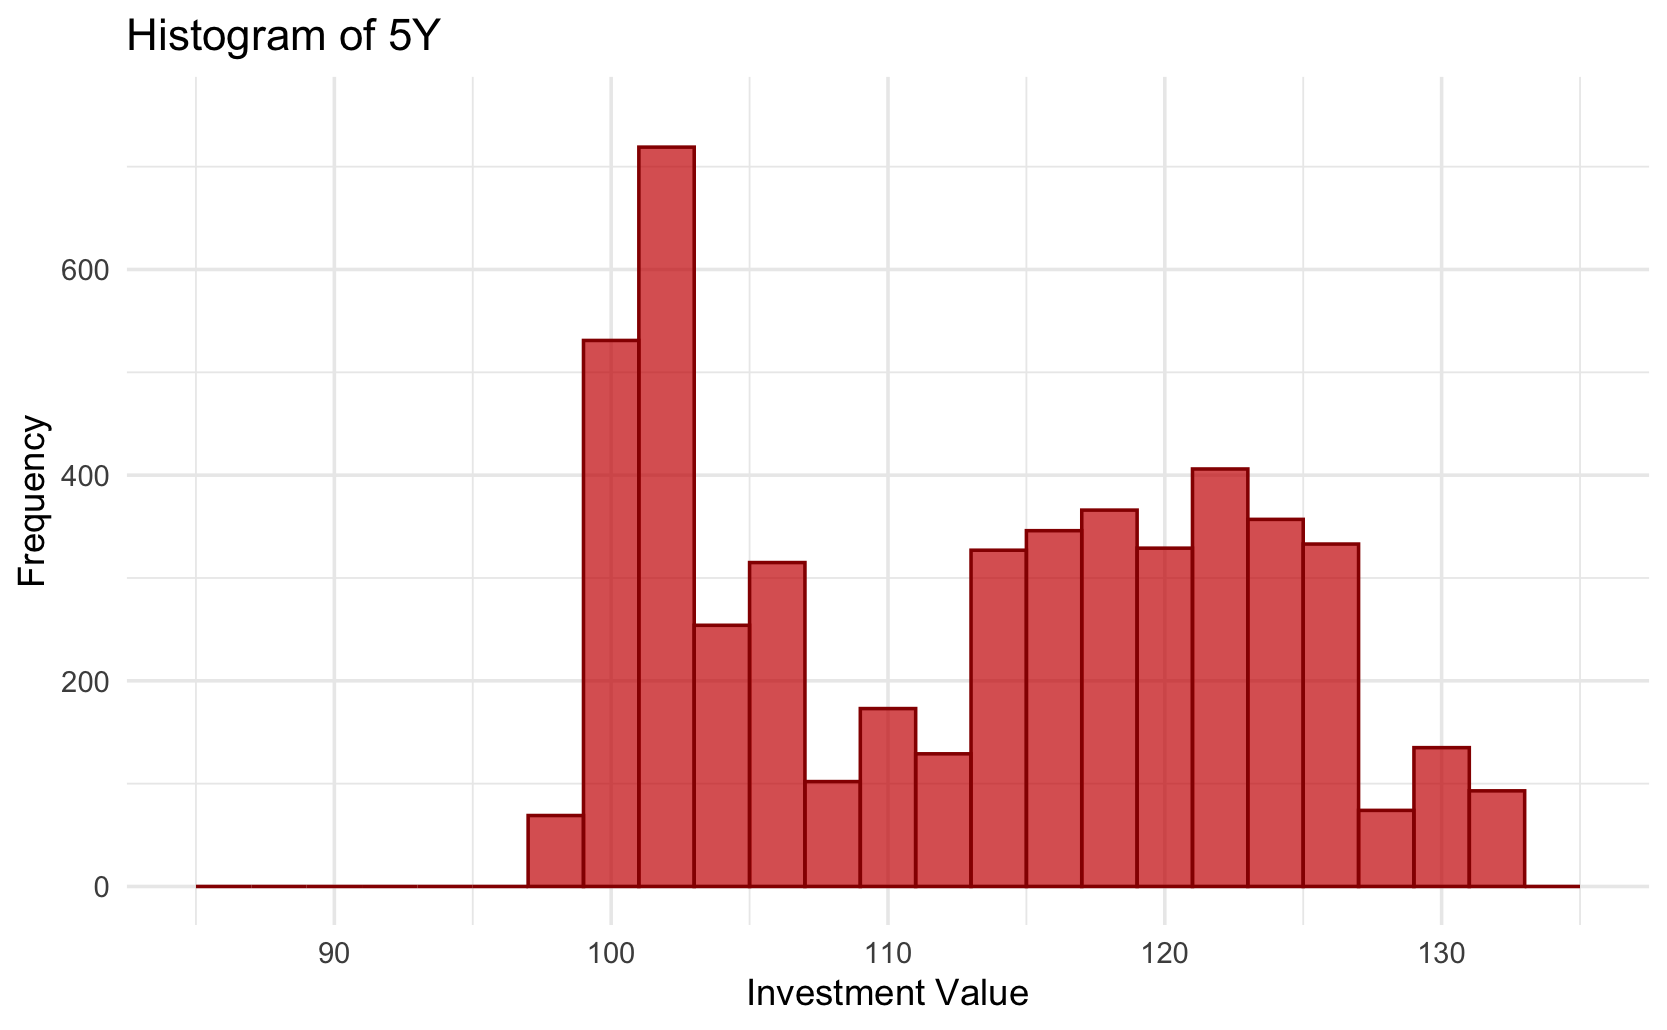 Histogram of 5Y
Frequency
600
400
200
0
90 100 110 120 130
Investment Value